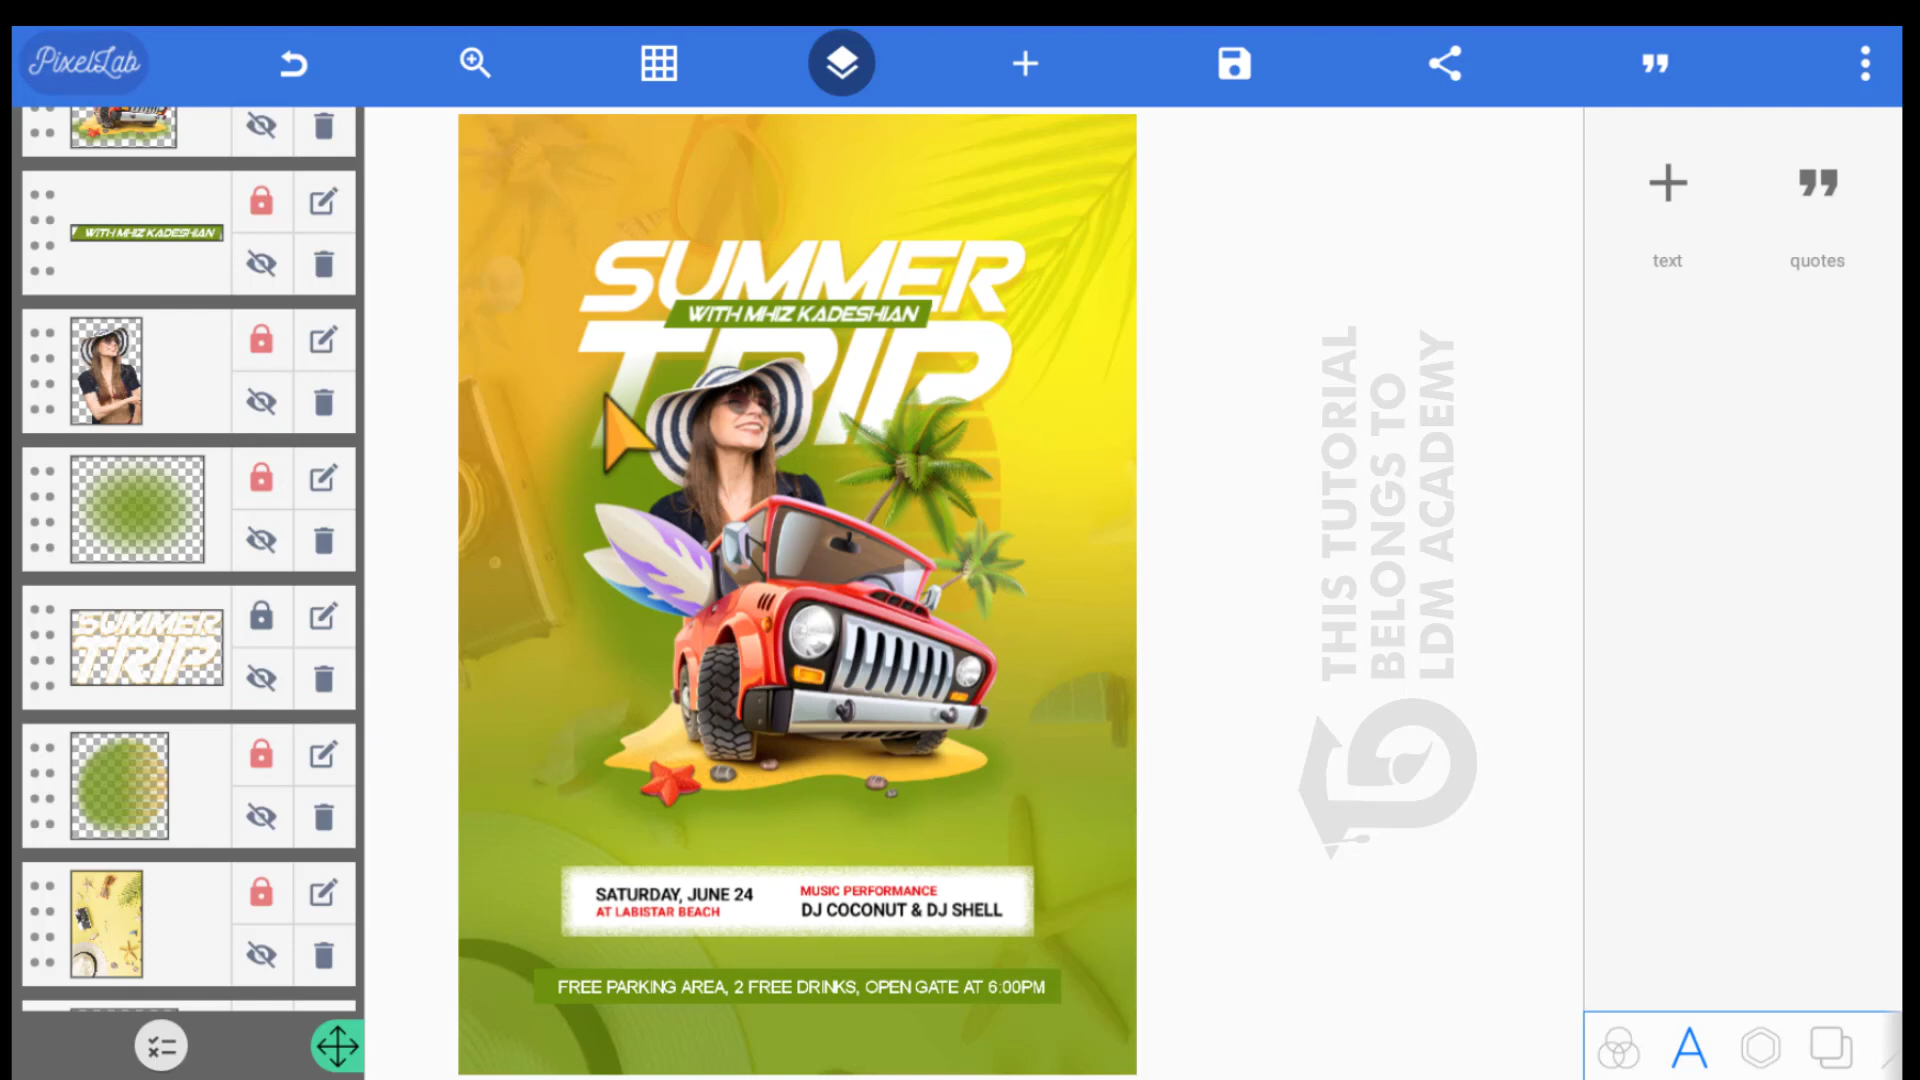 PixelLab
WITH MHIZ KADESHIAN
SUMMER
TRIP
SUMMER
WITH MHIZ KADESHIAN
TRIP
SATURDAY, JUNE 24
AT LABISTAR BEACH
MUSIC PERFORMANCE
DJ COCONUT & DJ SHELL
FREE PARKING AREA, 2 FREE DRINKS, OPEN GATE AT 6:00PM
THIS TUTORIAL
BELONGS TO
LDM ACADEMY
text
quotes